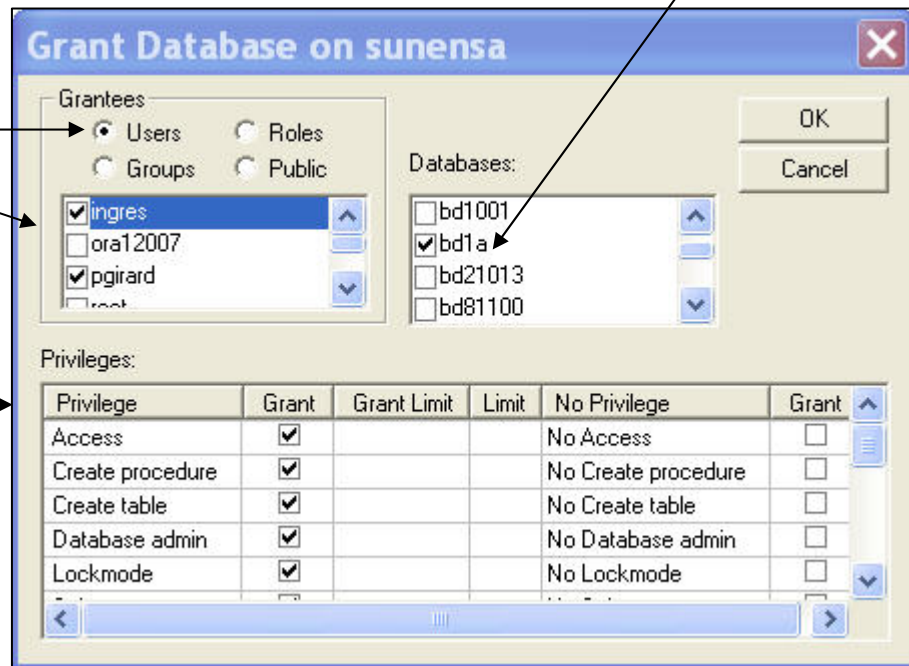 Grant Database on sunensa
Grantees
Users Roles
Groups Public
ingres
ora12007
pgirard
Databases:
bd1001
bd1a
bd21013
bd81100
OK
Cancel
Privileges:
Privilege Grant Grant Limit Limit No Privilege Grant
Access No Access
Create procedure No Create procedure
Create table No Create table
Database admin No Database admin
Lockmode No Lockmode